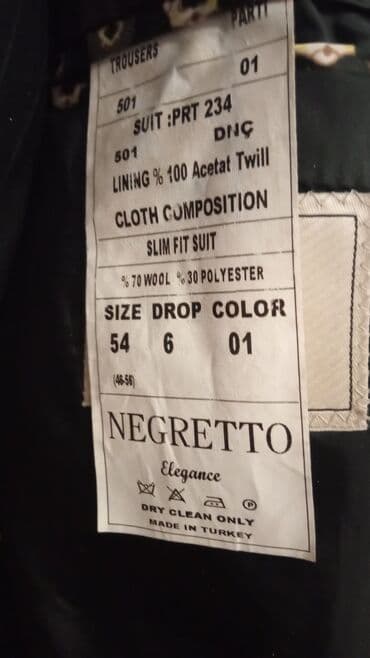 PARTI
TROUSERS
01
501
SUIT :PRT 234
DNÇ
501
LINING % 100 Acetat Twill
CLOTH COMPOSITION
SLIM FIT SUIT
% 70 WOOL % 30 POLYESTER
SIZE DROP COLOR
54 6 01
(46-56)
NEGRETTO
Elegance
P
DRY CLEAN ONLY
MADE IN TURKEY